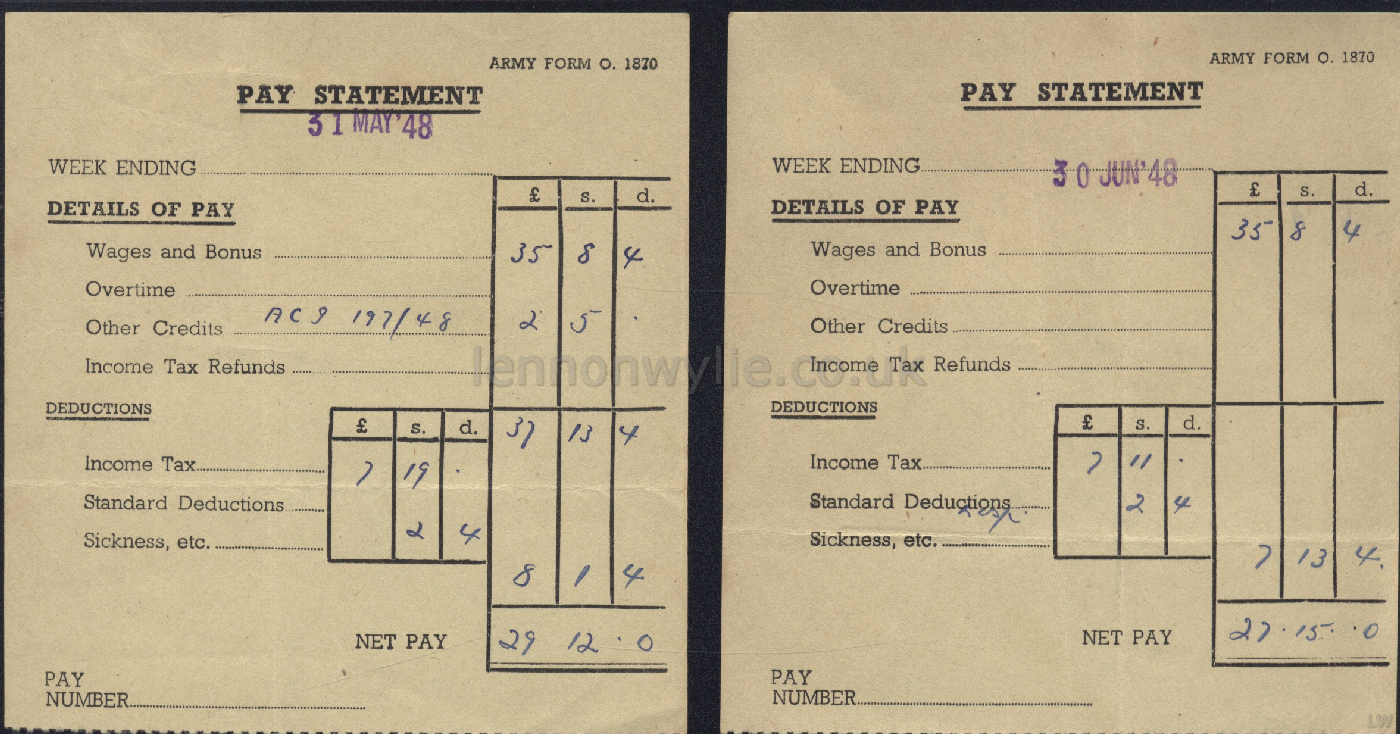 ARMY FORM O. 1870
PAY STATEMENT
31 MAY '48
WEEK ENDING
£ s. d.
DETAILS OF PAY
Wages and Bonus 35 8 4
Overtime
Other Credits ACI 197/48 2 5 .
Income Tax Refunds
DEDUCTIONS
£ s. d.
37 13 4
Income Tax 7 19 .
Standard Deductions
Sickness, etc. 2 4
8 1 4
NET PAY 29 12 . 0
PAY
NUMBER
ARMY FORM O. 1870
PAY STATEMENT
WEEK ENDING 30 JUN '48
£ s. d.
DETAILS OF PAY
35 8 4
Wages and Bonus
Overtime
Other Credits
Income Tax Refunds
DEDUCTIONS
£ s. d.
Income Tax 7 11 .
Standard Deductions 2 4
Sickness, etc.
7 13 4.
NET PAY 27 . 15 . . 0
PAY
NUMBER
lennonwylie.co.uk
LW